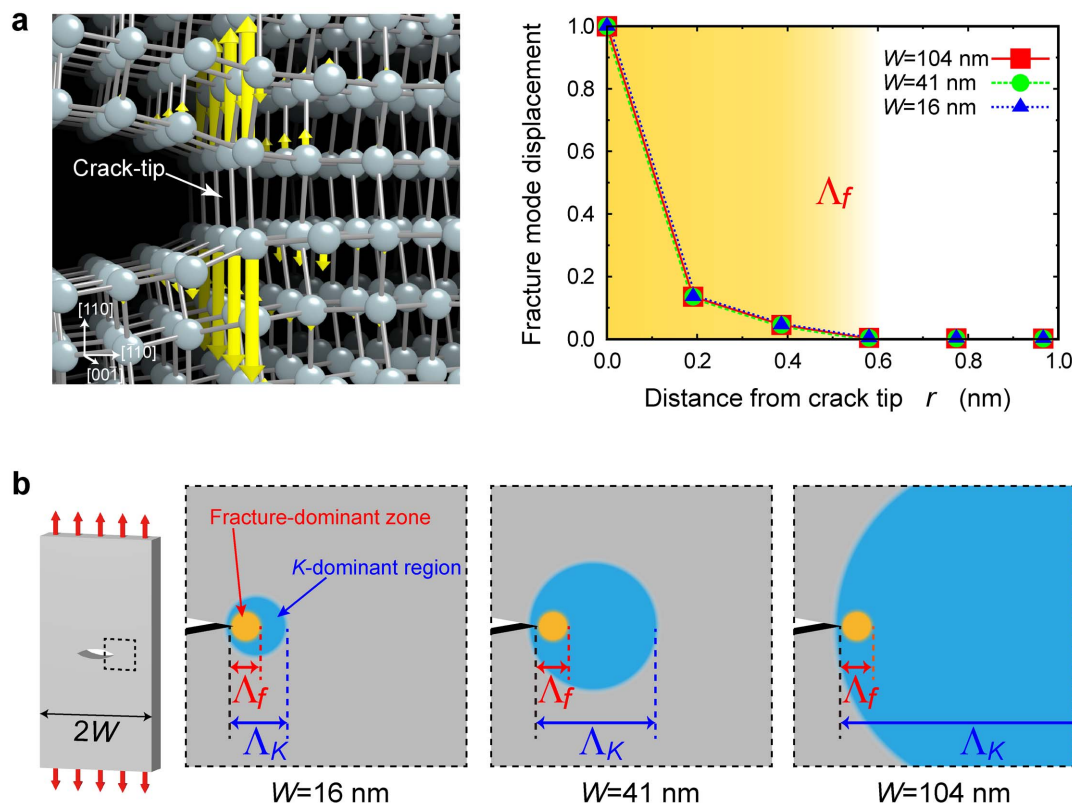 a
Crack-tip
[110]
[1̄10]
[001̄]
Fracture mode displacement
1.0
0.8
0.6
0.4
0.2
0.0
W=104 nm
W=41 nm
W=16 nm
Λf
0.0 0.2 0.4 0.6 0.8 1.0
Distance from crack tip r (nm)
b
2W
Fracture-dominant zone
K-dominant region
Λf
ΛK
W=16 nm
Λf
ΛK
W=41 nm
Λf
ΛK
W=104 nm